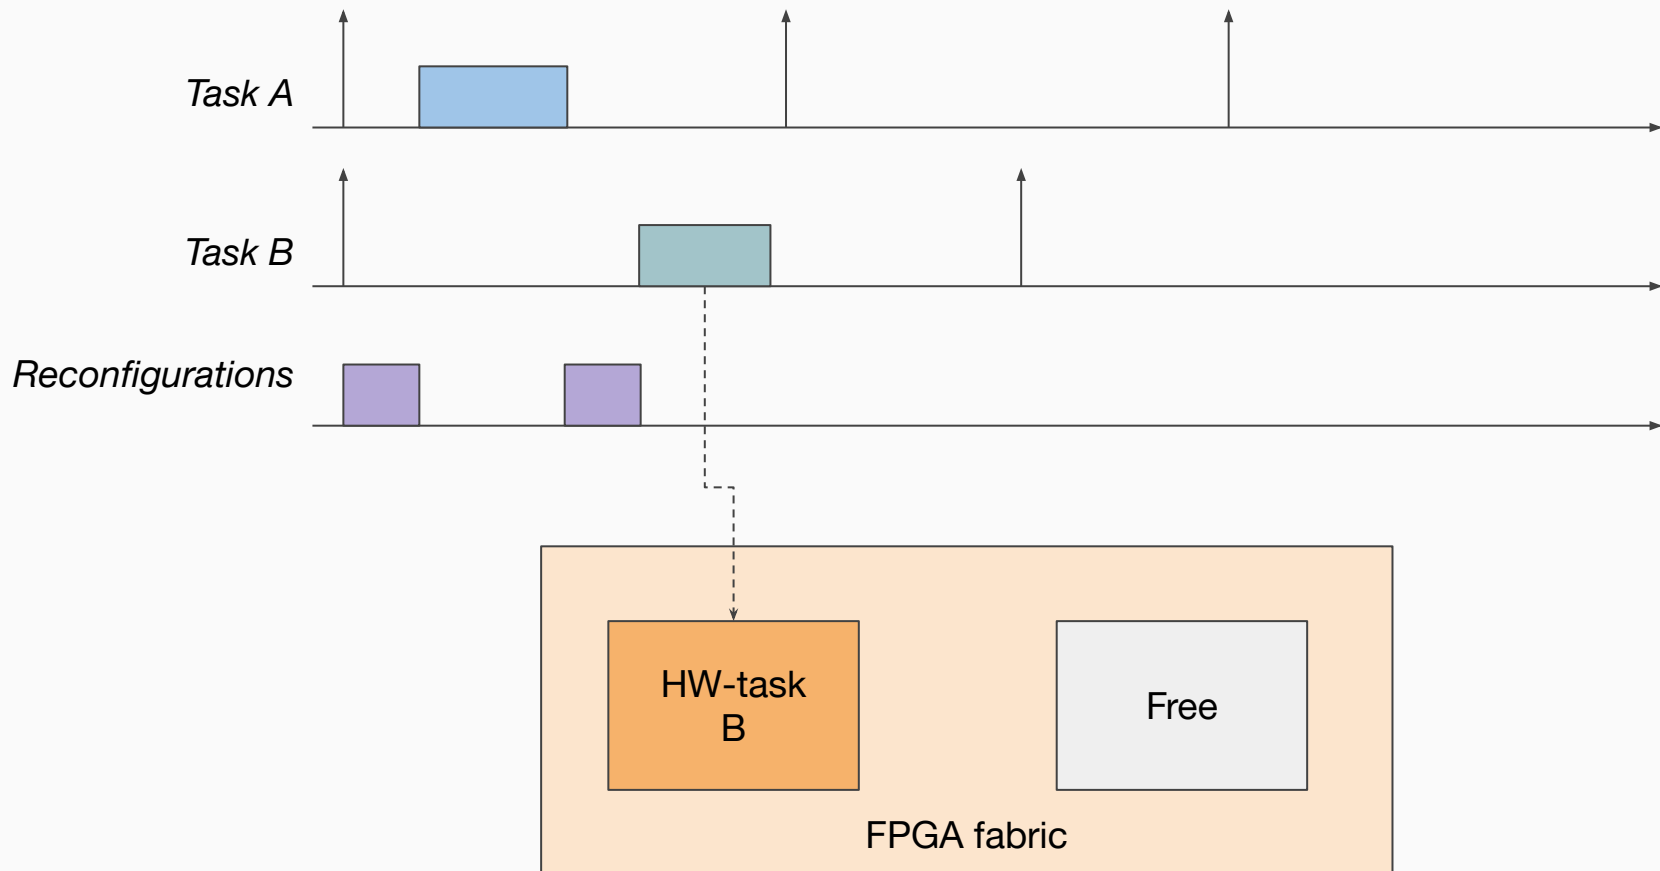 Task A
Task B
Reconfigurations
HW-task
B
Free
FPGA fabric